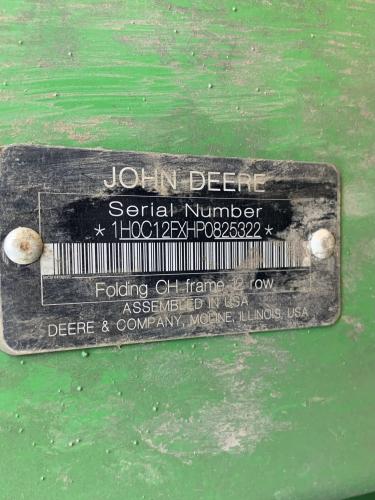 JOHN DEERE
Serial Number
*1H0C12FXHP0825322*
Folding CH frame 12 row
ASSEMBLED IN USA
DEERE & COMPANY, MOLINE, ILLINOIS, USA